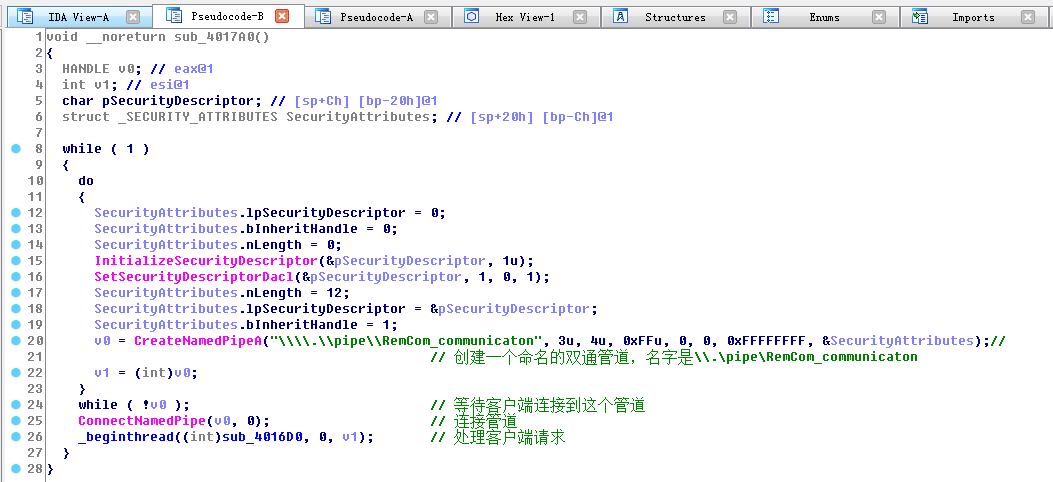 IDA View-A Pseudocode-B Pseudocode-A Hex View-1 Structures Enums Imports
1 void __noreturn sub_4017A0()
2 {
3 HANDLE v0; // eax@1
4 int v1; // esi@1
5 char pSecurityDescriptor; // [sp+Ch] [bp-20h]@1
6 struct _SECURITY_ATTRIBUTES SecurityAttributes; // [sp+20h] [bp-Ch]@1
7
8 while ( 1 )
9 {
10 do
11 {
12 SecurityAttributes.lpSecurityDescriptor = 0;
13 SecurityAttributes.bInheritHandle = 0;
14 SecurityAttributes.nLength = 0;
15 InitializeSecurityDescriptor(&pSecurityDescriptor, 1u);
16 SetSecurityDescriptorDacl(&pSecurityDescriptor, 1, 0, 1);
17 SecurityAttributes.nLength = 12;
18 SecurityAttributes.lpSecurityDescriptor = &pSecurityDescriptor;
19 SecurityAttributes.bInheritHandle = 1;
20 v0 = CreateNamedPipeA("\\\\.\\pipe\\RemCom_communicaton", 3u, 4u, 0xFFu, 0, 0, 0xFFFFFFFF, &SecurityAttributes);//
21 // 创建一个命名的双通管道，名字是\\.\pipe\RemCom_communicaton
22 v1 = (int)v0;
23 }
24 while ( !v0 ); // 等待客户端连接到这个管道
25 ConnectNamedPipe(v0, 0); // 连接管道
26 _beginthread((int)sub_4016D0, 0, v1); // 处理客户端请求
27 }
28 }